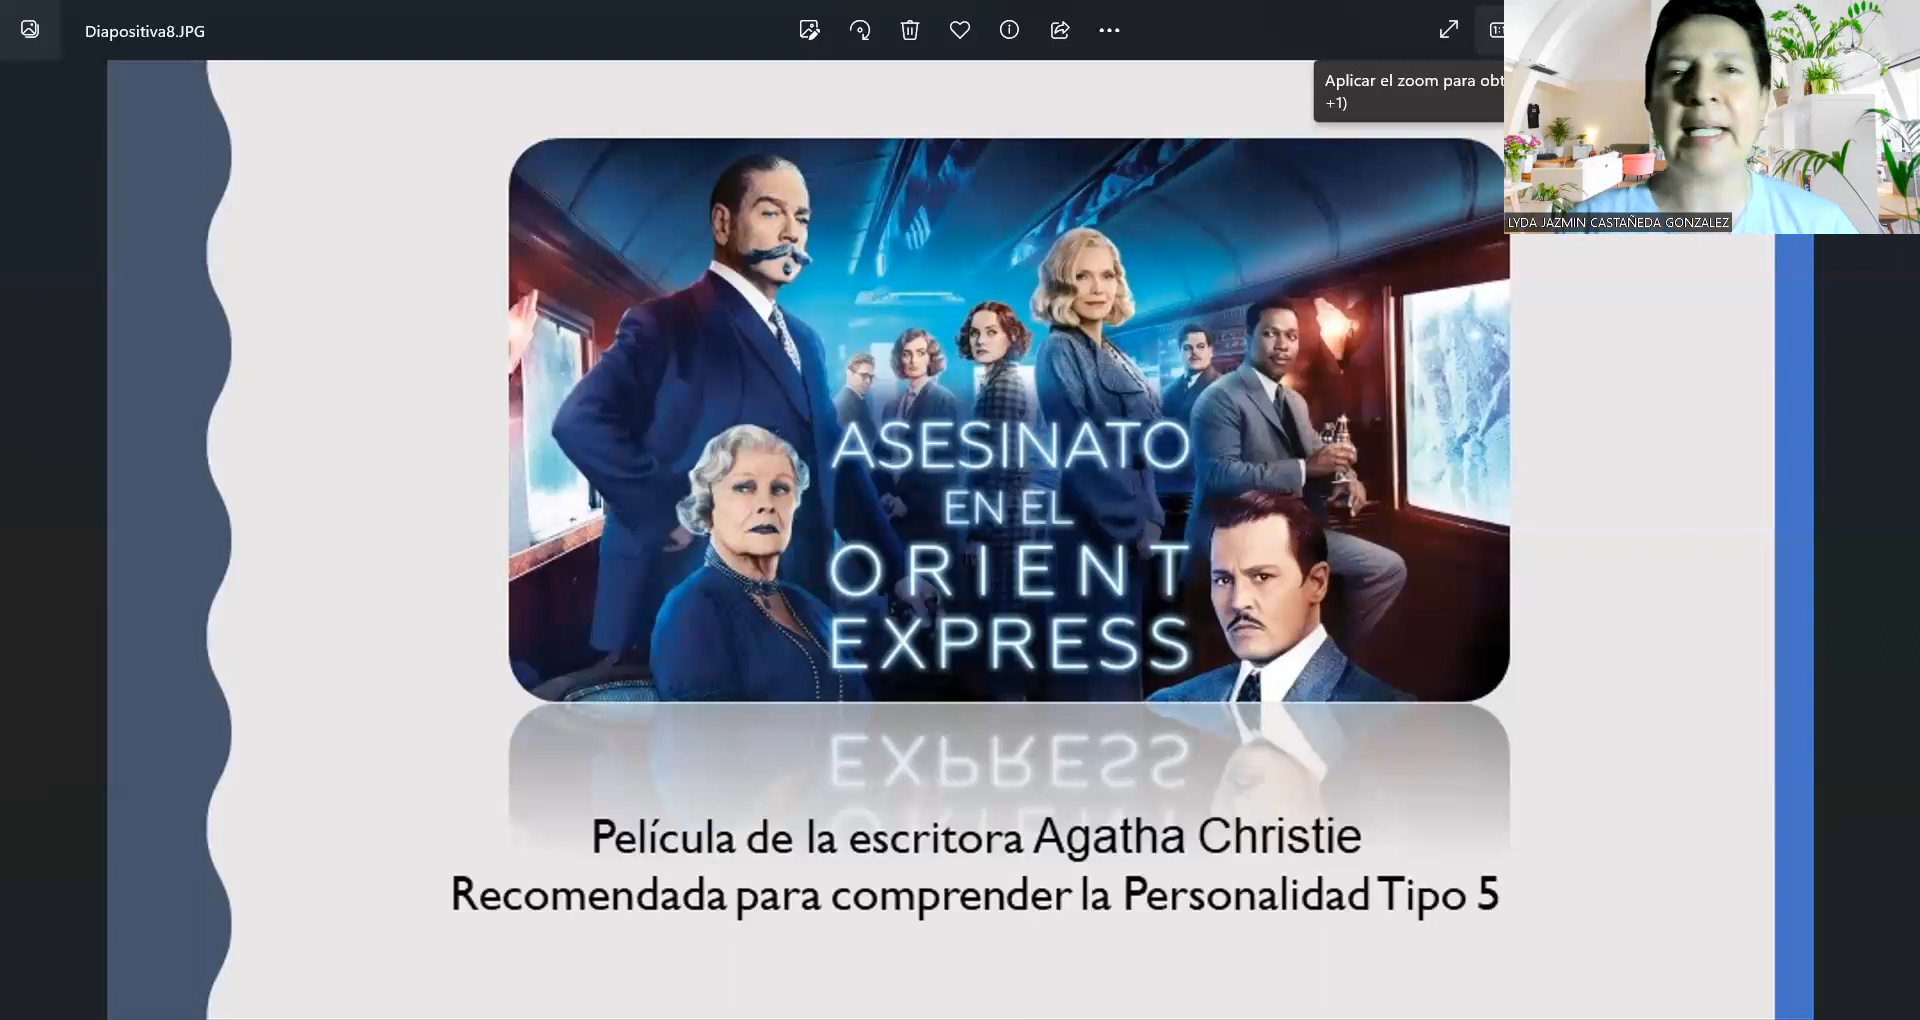 Diapositiva8.JPG
Aplicar el zoom para obt
+1)
LYDA JAZMIN CASTAÑEDA GONZALEZ
ASESINATO
EN EL
ORIENT
EXPRESS
EXPRESS
Película de la escritora Agatha Christie
Recomendada para comprender la Personalidad Tipo 5